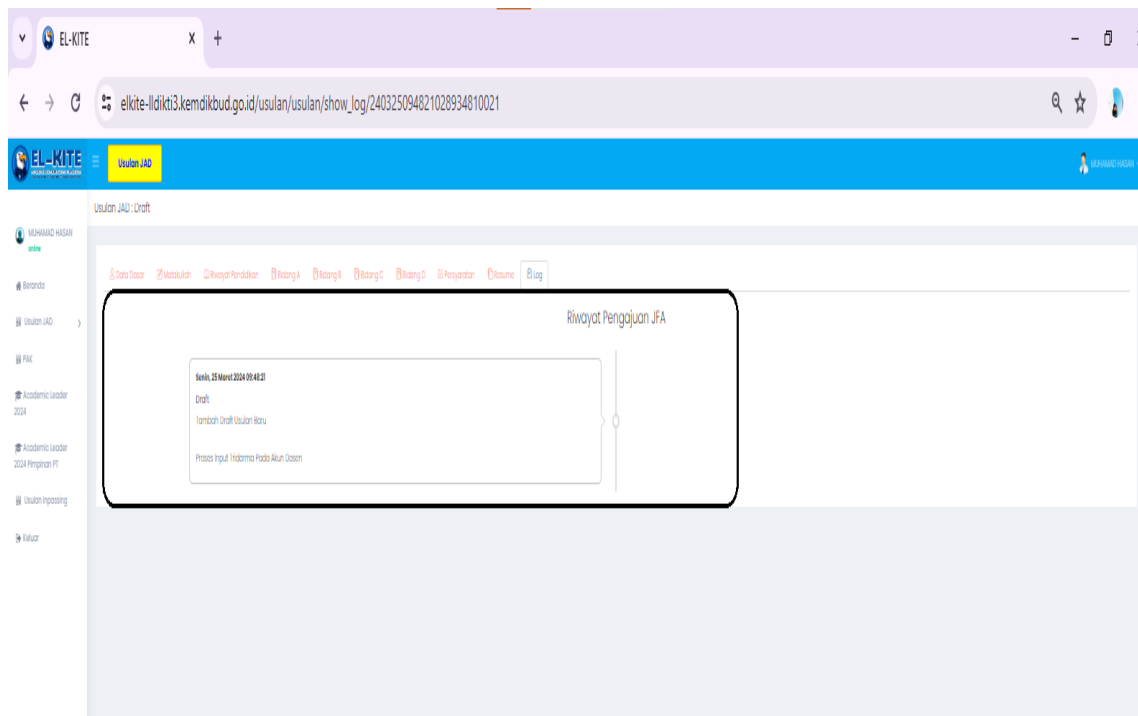 EL-KITE
elkite-lldikti3.kemdikbud.go.id/usulan/usulan/show_log/240325094821028934810021
EL-KITE
Usulan JAD
MUHAMAD HASAN
Usulan JAD : Draft
MUHAMAD HASAN
online
Beranda
Usulan JAD
PAK
Academic Leader
2024
Academic Leader
2024 Pimpinan PT
Usulan Inpassing
Keluar
Data Dasar Matakuliah Riwayat Pendidikan Bidang A Bidang B Bidang C Bidang D Persyaratan Resume Log
Riwayat Pengajuan JFA
Senin, 25 Maret 2024 09:48:21
Draft
Tambah Draft Usulan Baru
Proses Input Tridarma Pada Akun Dosen